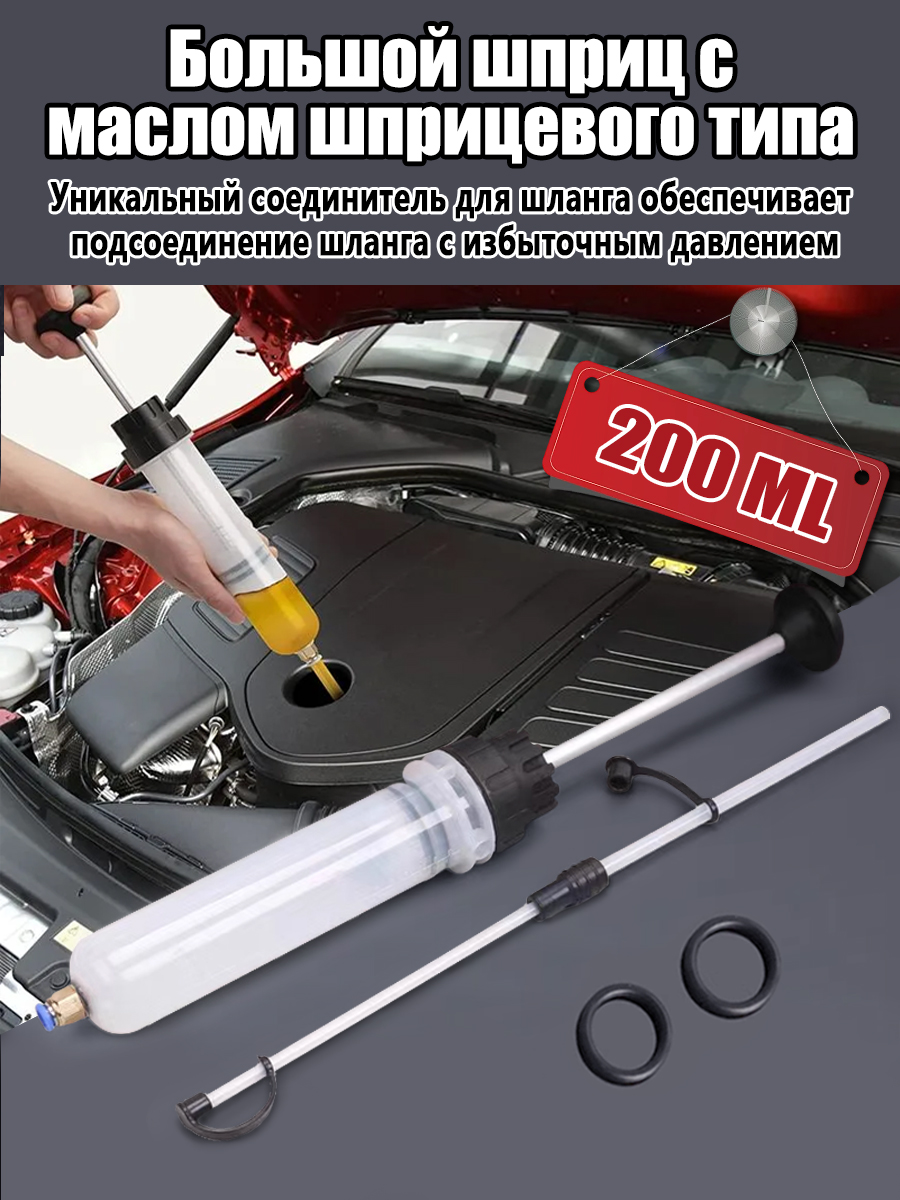 Большой шприц с
маслом шприцевого типа
Уникальный соединитель для шланга обеспечивает
подсоединение шланга с избыточным давлением
200 ML